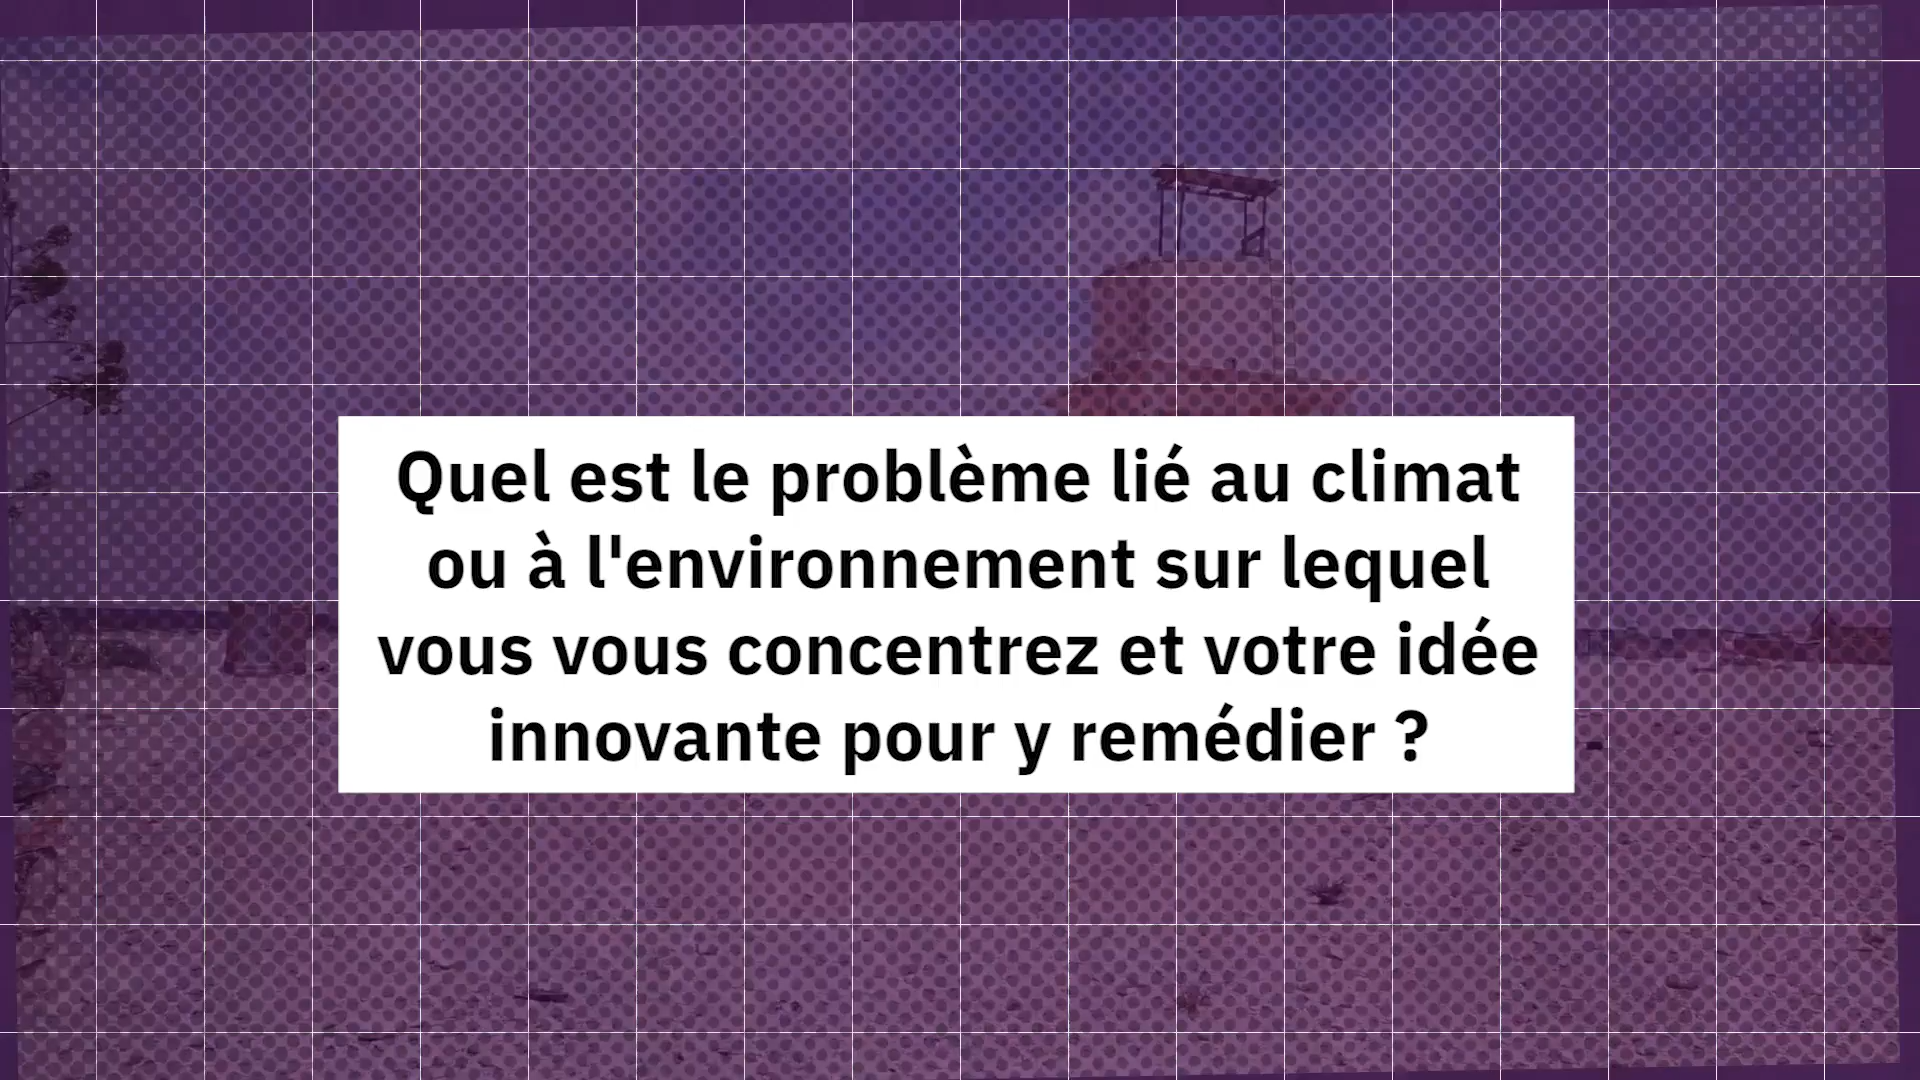 Quel est le problème lié au climat
ou à l'environnement sur lequel
vous vous concentrez et votre idée
innovante pour y remédier ?